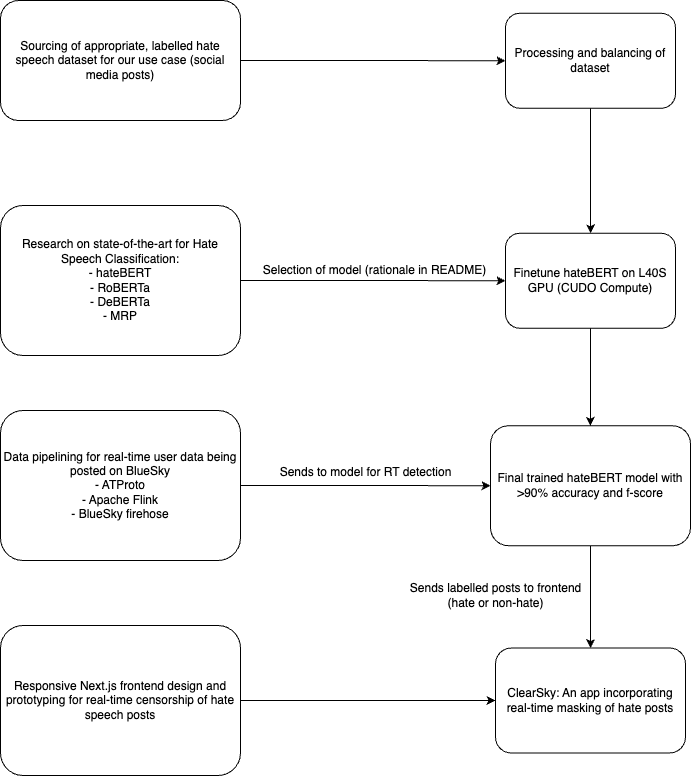 Sourcing of appropriate, labelled hate
speech dataset for our use case (social
media posts)
Processing and balancing of
dataset
Research on state-of-the-art for Hate
Speech Classification:
- hateBERT
- RoBERTa
- DeBERTa
- MRP
Selection of model (rationale in README)
Finetune hateBERT on L40S
GPU (CUDO Compute)
Data pipelining for real-time user data being
posted on BlueSky
- ATProto
- Apache Flink
- BlueSky firehose
Sends to model for RT detection
Final trained hateBERT model with
>90% accuracy and f-score
Sends labelled posts to frontend
(hate or non-hate)
Responsive Next.js frontend design and
prototyping for real-time censorship of hate
speech posts
ClearSky: An app incorporating
real-time masking of hate posts